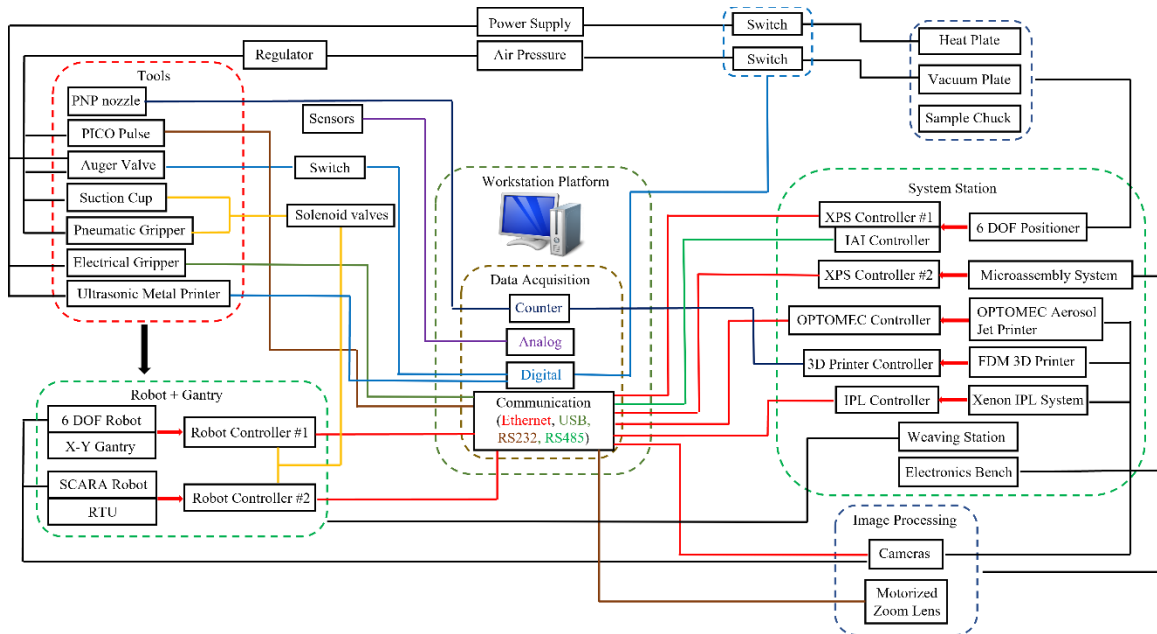 Power Supply
Switch
Heat Plate
Regulator
Air Pressure
Switch
Vacuum Plate
Sample Chuck
Tools
PNP nozzle
PICO Pulse
Auger Valve
Suction Cup
Pneumatic Gripper
Electrical Gripper
Ultrasonic Metal Printer
Sensors
Switch
Solenoid valves
Workstation Platform
Data Acquisition
Counter
Analog
Digital
Communication
(Ethernet, USB,
RS232, RS485)
System Station
XPS Controller #1
IAI Controller
6 DOF Positioner
XPS Controller #2
Microassembly System
OPTOMEC Controller
OPTOMEC Aerosol
Jet Printer
3D Printer Controller
FDM 3D Printer
IPL Controller
Xenon IPL System
Weaving Station
Electronics Bench
Robot + Gantry
6 DOF Robot
X-Y Gantry
Robot Controller #1
SCARA Robot
RTU
Robot Controller #2
Image Processing
Cameras
Motorized
Zoom Lens